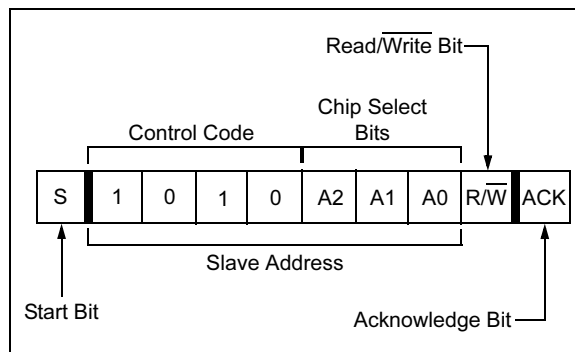 Read/Write Bit
Chip Select
Bits
Control Code
S 1 0 1 0 A2 A1 A0 R/W ACK
Slave Address
Start Bit
Acknowledge Bit